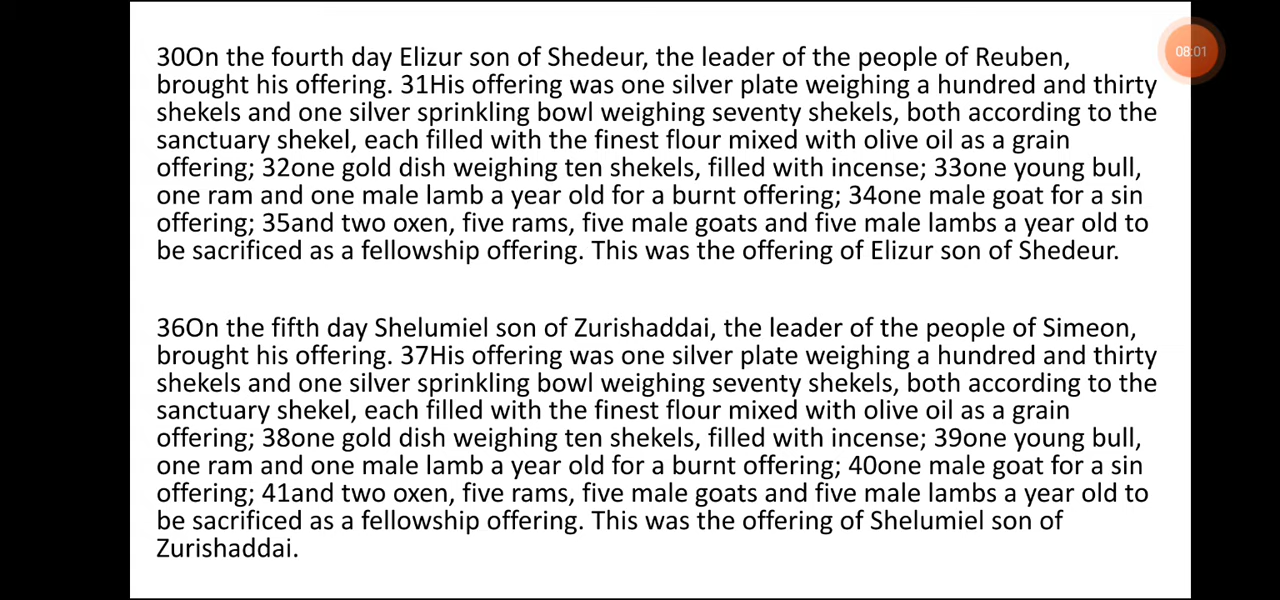 30On the fourth day Elizur son of Shedeur, the leader of the people of Reuben,
brought his offering. 31His offering was one silver plate weighing a hundred and thirty
shekels and one silver sprinkling bowl weighing seventy shekels, both according to the
sanctuary shekel, each filled with the finest flour mixed with olive oil as a grain
offering; 32one gold dish weighing ten shekels, filled with incense; 33one young bull,
one ram and one male lamb a year old for a burnt offering; 34one male goat for a sin
offering; 35and two oxen, five rams, five male goats and five male lambs a year old to
be sacrificed as a fellowship offering. This was the offering of Elizur son of Shedeur.
36On the fifth day Shelumiel son of Zurishaddai, the leader of the people of Simeon,
brought his offering. 37His offering was one silver plate weighing a hundred and thirty
shekels and one silver sprinkling bowl weighing seventy shekels, both according to the
sanctuary shekel, each filled with the finest flour mixed with olive oil as a grain
offering; 38one gold dish weighing ten shekels, filled with incense; 39one young bull,
one ram and one male lamb a year old for a burnt offering; 40one male goat for a sin
offering; 41and two oxen, five rams, five male goats and five male lambs a year old to
be sacrificed as a fellowship offering. This was the offering of Shelumiel son of
Zurishaddai.
08:01